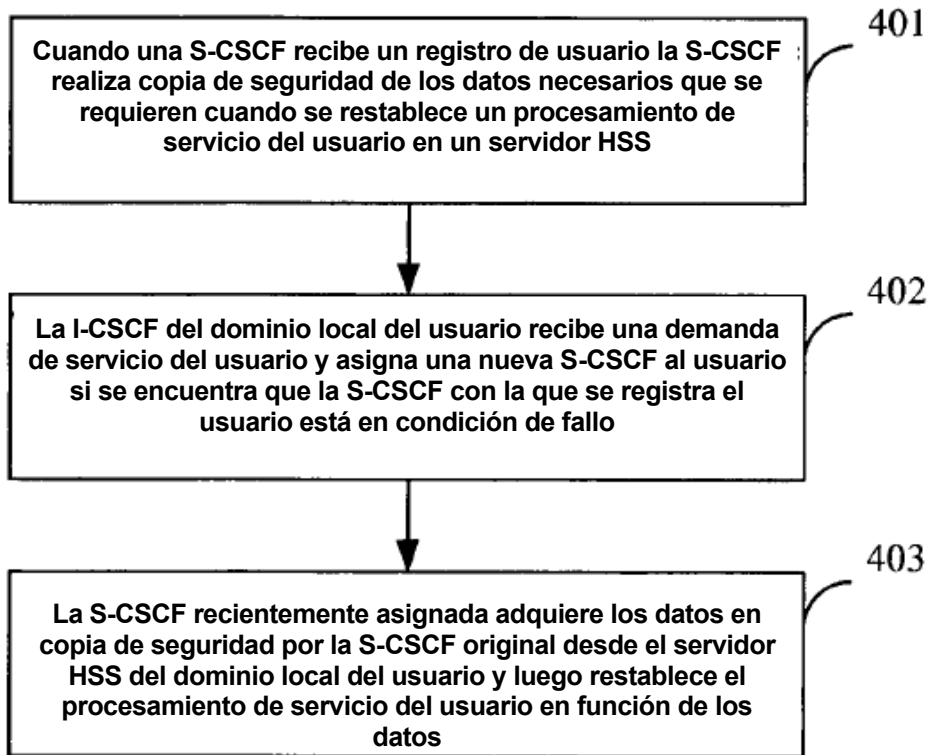 401
Cuando una S-CSCF recibe un registro de usuario la S-CSCF
realiza copia de seguridad de los datos necesarios que se
requieren cuando se restablece un procesamiento de
servicio del usuario en un servidor HSS
402
La I-CSCF del dominio local del usuario recibe una demanda
de servicio del usuario y asigna una nueva S-CSCF al usuario
si se encuentra que la S-CSCF con la que se registra el
usuario está en condición de fallo
403
La S-CSCF recientemente asignada adquiere los datos en
copia de seguridad por la S-CSCF original desde el servidor
HSS del dominio local del usuario y luego restablece el
procesamiento de servicio del usuario en función de los
datos